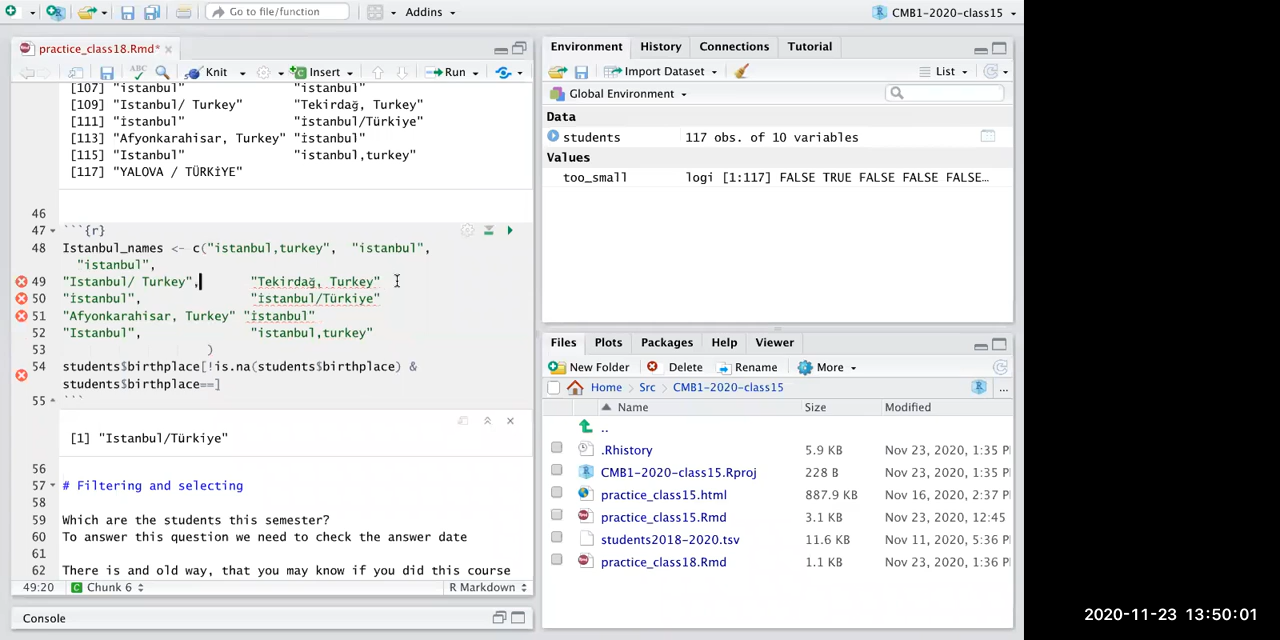 Go to file/function
Addins
CMB1-2020-class15
practice_class18.Rmd*
Knit
Insert
Run
[107] "istanbul" "istanbul"
[109] "Istanbul/ Turkey" "Tekirdağ, Turkey"
[111] "istanbul" "istanbul/Türkiye"
[113] "Afyonkarahisar, Turkey" "İstanbul"
[115] "Istanbul" "istanbul,turkey"
[117] "YALOVA / TÜRKİYE"
46
47 ```{r}
48 Istanbul_names <- c("istanbul,turkey", "istanbul",
"istanbul",
49 "Istanbul/ Turkey", "Tekirdağ, Turkey"
50 "istanbul", "istanbul/Türkiye"
51 "Afyonkarahisar, Turkey" "İstanbul"
52 "Istanbul", "istanbul,turkey"
53 )
54 students$birthplace[!is.na(students$birthplace) &
students$birthplace==]
55 ```
[1] "Istanbul/Türkiye"
56
57 # Filtering and selecting
58
59 Which are the students this semester?
60 To answer this question we need to check the answer date
61
62 There is and old way, that you may know if you did this course
49:20 Chunk 6 R Markdown
Console
Environment History Connections Tutorial
Import Dataset List
Global Environment
Data
students 117 obs. of 10 variables
Values
too_small logi [1:117] FALSE TRUE FALSE FALSE FALSE…
Files Plots Packages Help Viewer
New Folder Delete Rename More
Home Src CMB1-2020-class15
Name Size Modified
..
.Rhistory 5.9 KB Nov 23, 2020, 1:35 P
CMB1-2020-class15.Rproj 228 B Nov 23, 2020, 1:35 P
practice_class15.html 887.9 KB Nov 16, 2020, 2:37 P
practice_class15.Rmd 3.1 KB Nov 23, 2020, 12:45
students2018-2020.tsv 11.6 KB Nov 11, 2020, 5:36 P
practice_class18.Rmd 1.1 KB Nov 23, 2020, 1:36 P
2020-11-23 13:50:01